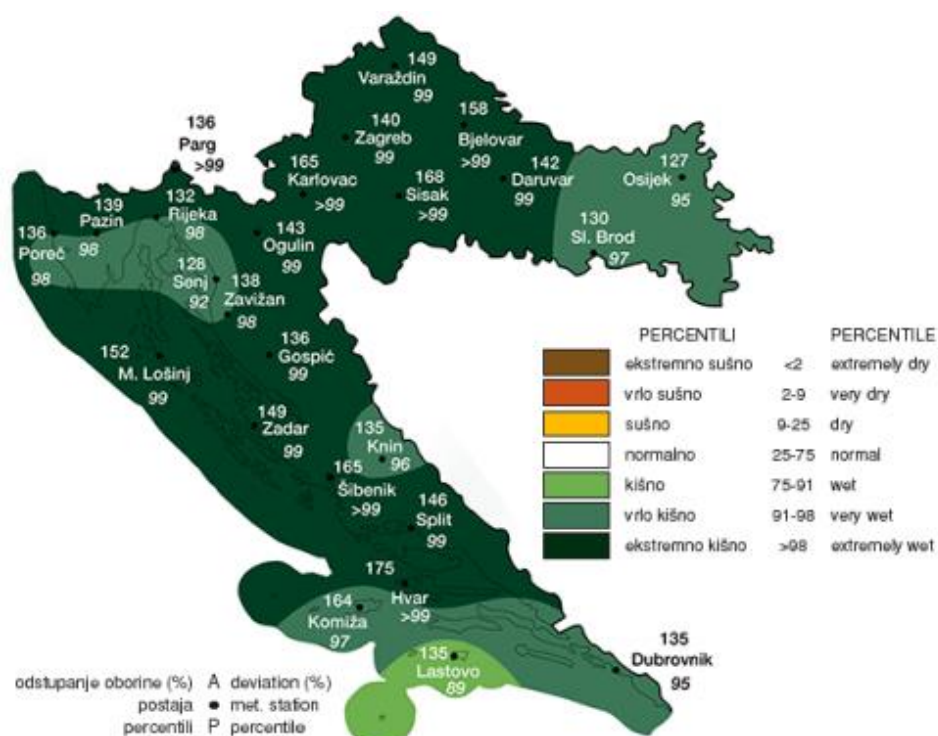 149
Varaždin
99
158
Bjelovar
>99
140
Zagreb
99
136
Parg
>99
165
Karlovac
>99
168
Sisak
>99
142
Daruvar
99
127
Osijek
95
130
Sl. Brod
97
132
Rijeka
98
139
Pazin
98
136
Poreč
98
143
Ogulin
99
128
Senj
92
138
Zavižan
98
136
Gospić
99
152
M. Lošinj
99
149
Zadar
99
135
Knin
96
165
Šibenik
>99
146
Split
99
175
Hvar
>99
164
Komiža
97
135
Lastovo
89
135
Dubrovnik
95
PERCENTILI PERCENTILE
ekstremno sušno <2 extremely dry
vrlo sušno 2-9 very dry
sušno 9-25 dry
normalno 25-75 normal
kišno 75-91 wet
vrlo kišno 91-98 very wet
ekstremno kišno >98 extremely wet
odstupanje oborine (%) A deviation (%)
postaja ● met. station
percentili P percentile